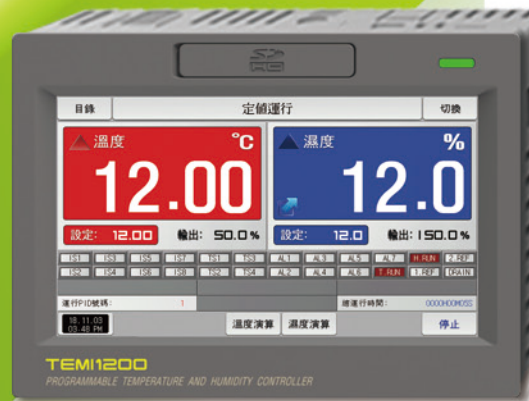 SD HC
目錄 定値運行 切換
溫度 °C 濕度 %
12.00 12.0
設定: 12.00 輸出: 50.0% 設定: 12.0 輸出: 150.0%
IS1 IS3 IS5 IS7 TS1 TS3 AL1 AL3 AL5 AL7 H.RUN 2.REF
IS2 IS4 IS6 IS8 TS2 TS4 AL2 AL4 AL6 T.RUN 1.REF DRAIN
運行PID號碼: 1 總運行時間: 0000H00M05S
18.11.03
03:48 PM 溫度演算 濕度演算 停止
TEMI1200
PROGRAMMABLE TEMPERATURE AND HUMIDITY CONTROLLER